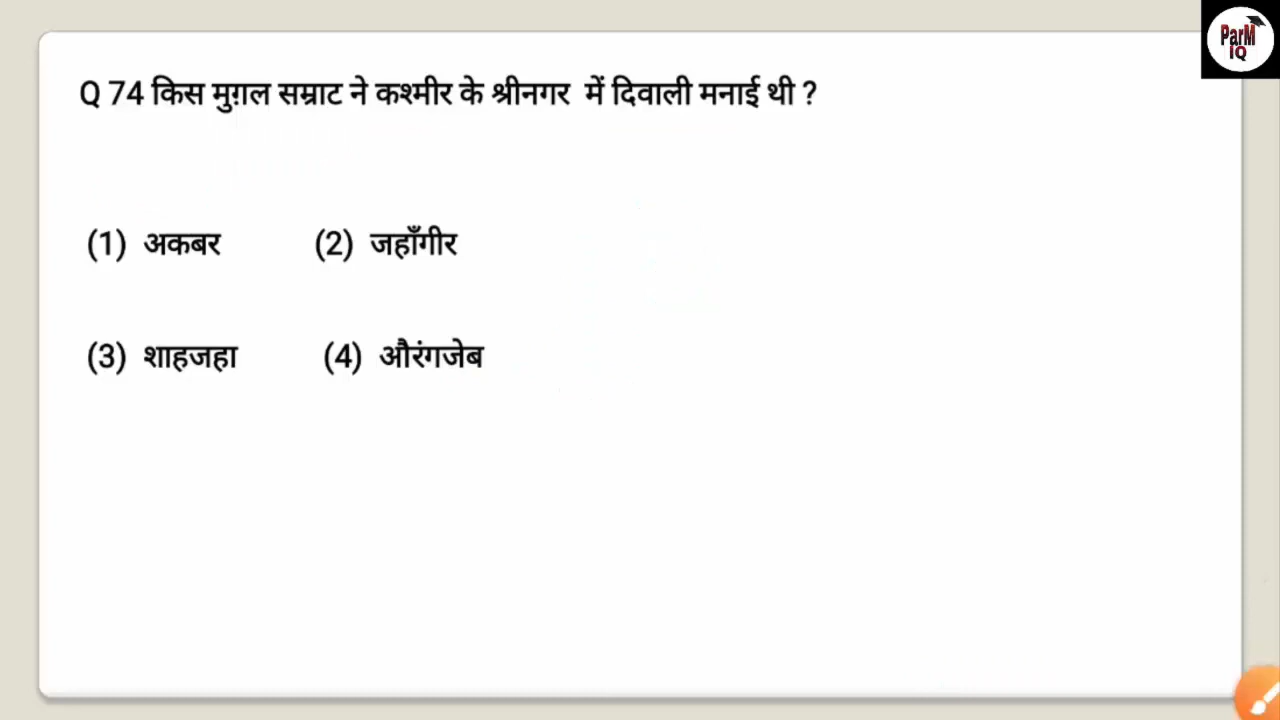 ParM
IQ
Q 74 किस मुग़ल सम्राट ने कश्मीर के श्रीनगर में दिवाली मनाई थी ?
(1) अकबर (2) जहाँगीर
(3) शाहजहा (4) औरंगजेब